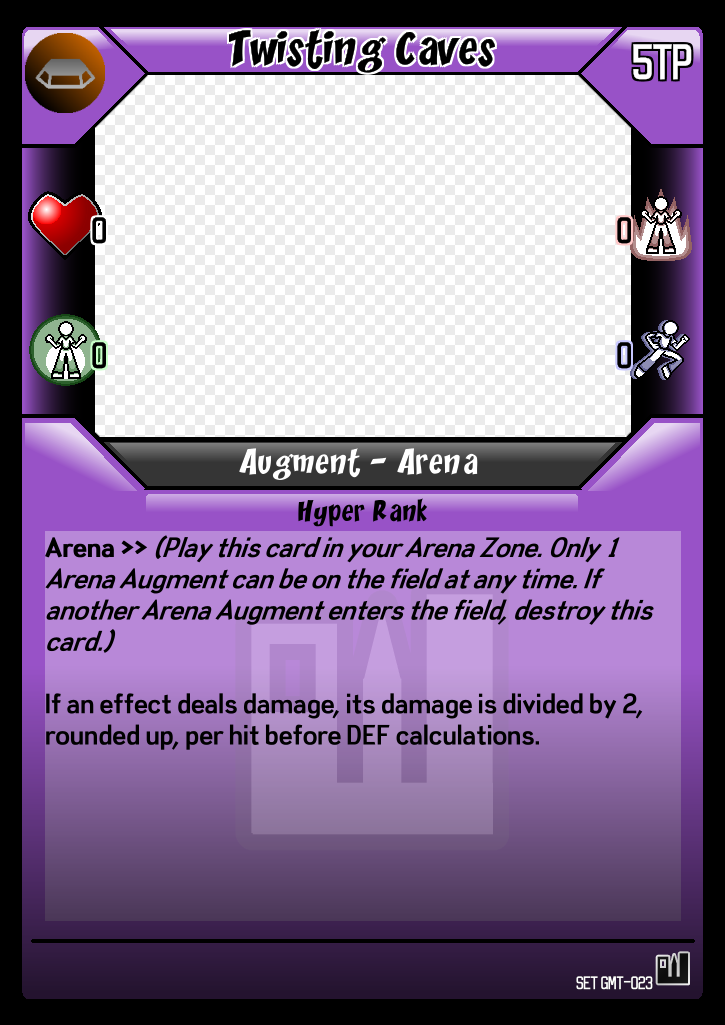 Twisting Caves
5TP
0
0
0
0
Augment - Arena
Hyper Rank
Arena >> (Play this card in your Arena Zone. Only 1
Arena Augment can be on the field at any time. If
another Arena Augment enters the field, destroy this
card.)
If an effect deals damage, its damage is divided by 2,
rounded up, per hit before DEF calculations.
SET GMT-023